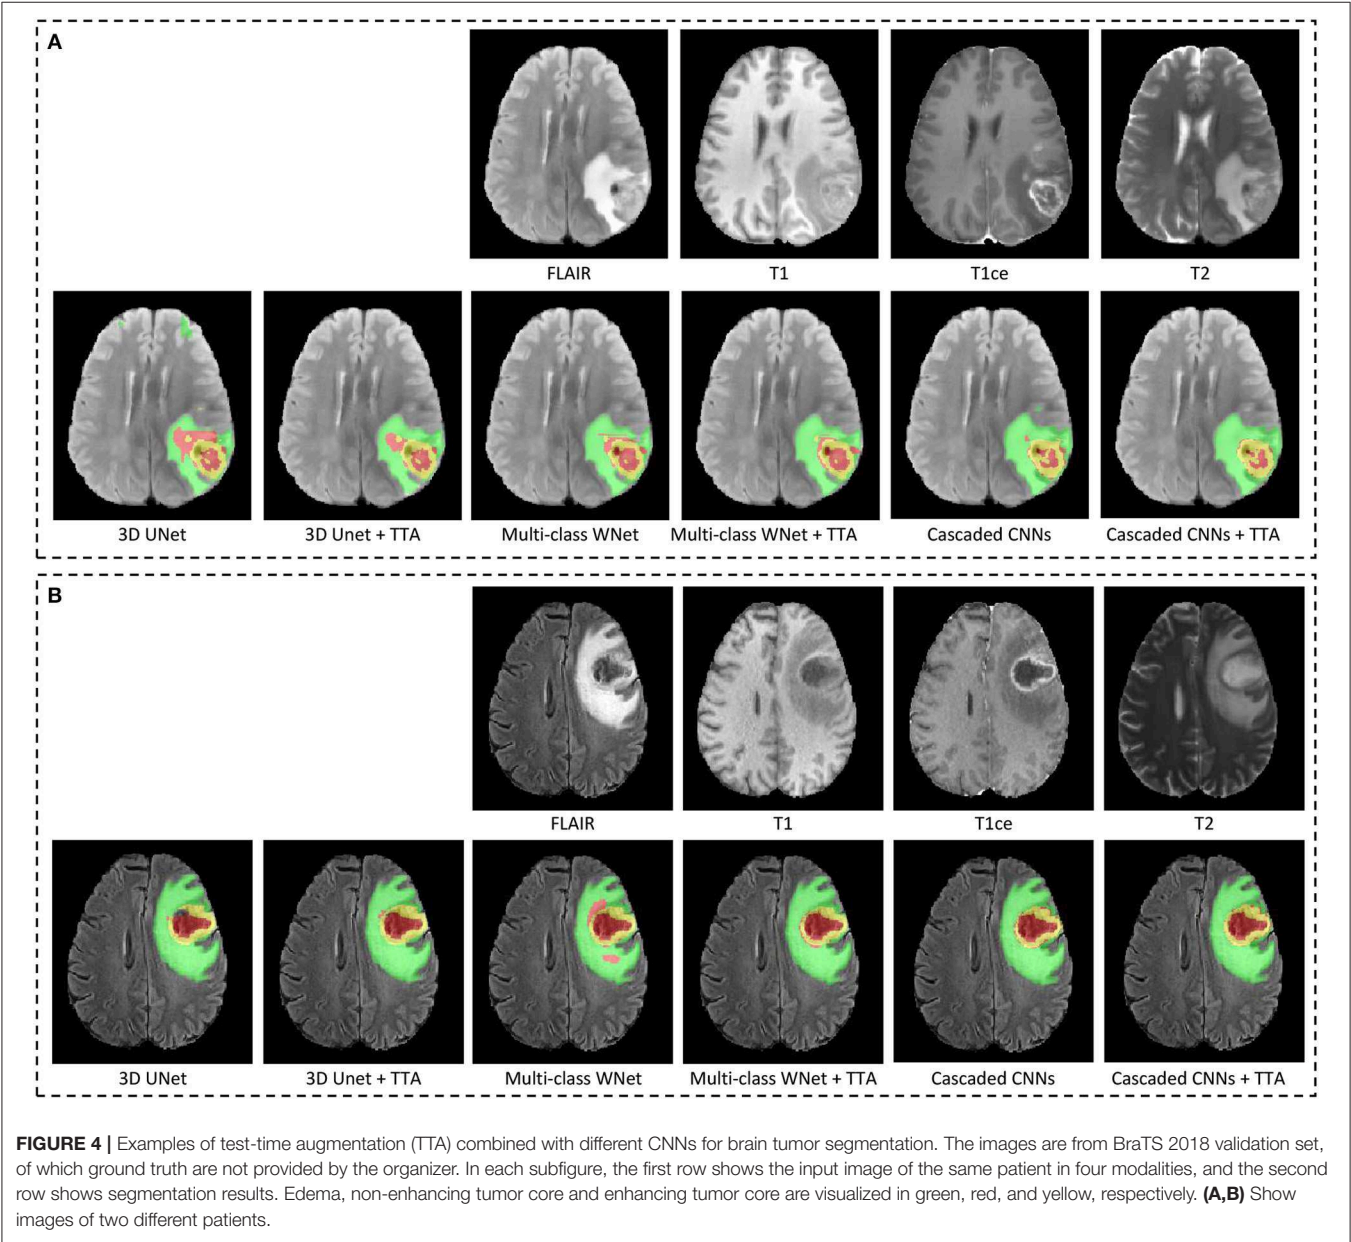 A
FLAIR T1 T1ce T2
3D UNet 3D Unet + TTA Multi-class WNet Multi-class WNet + TTA Cascaded CNNs Cascaded CNNs + TTA
B
FLAIR T1 T1ce T2
3D UNet 3D Unet + TTA Multi-class WNet Multi-class WNet + TTA Cascaded CNNs Cascaded CNNs + TTA
FIGURE 4 | Examples of test-time augmentation (TTA) combined with different CNNs for brain tumor segmentation. The images are from BraTS 2018 validation set,
of which ground truth are not provided by the organizer. In each subfigure, the first row shows the input image of the same patient in four modalities, and the second
row shows segmentation results. Edema, non-enhancing tumor core and enhancing tumor core are visualized in green, red, and yellow, respectively. (A,B) Show
images of two different patients.